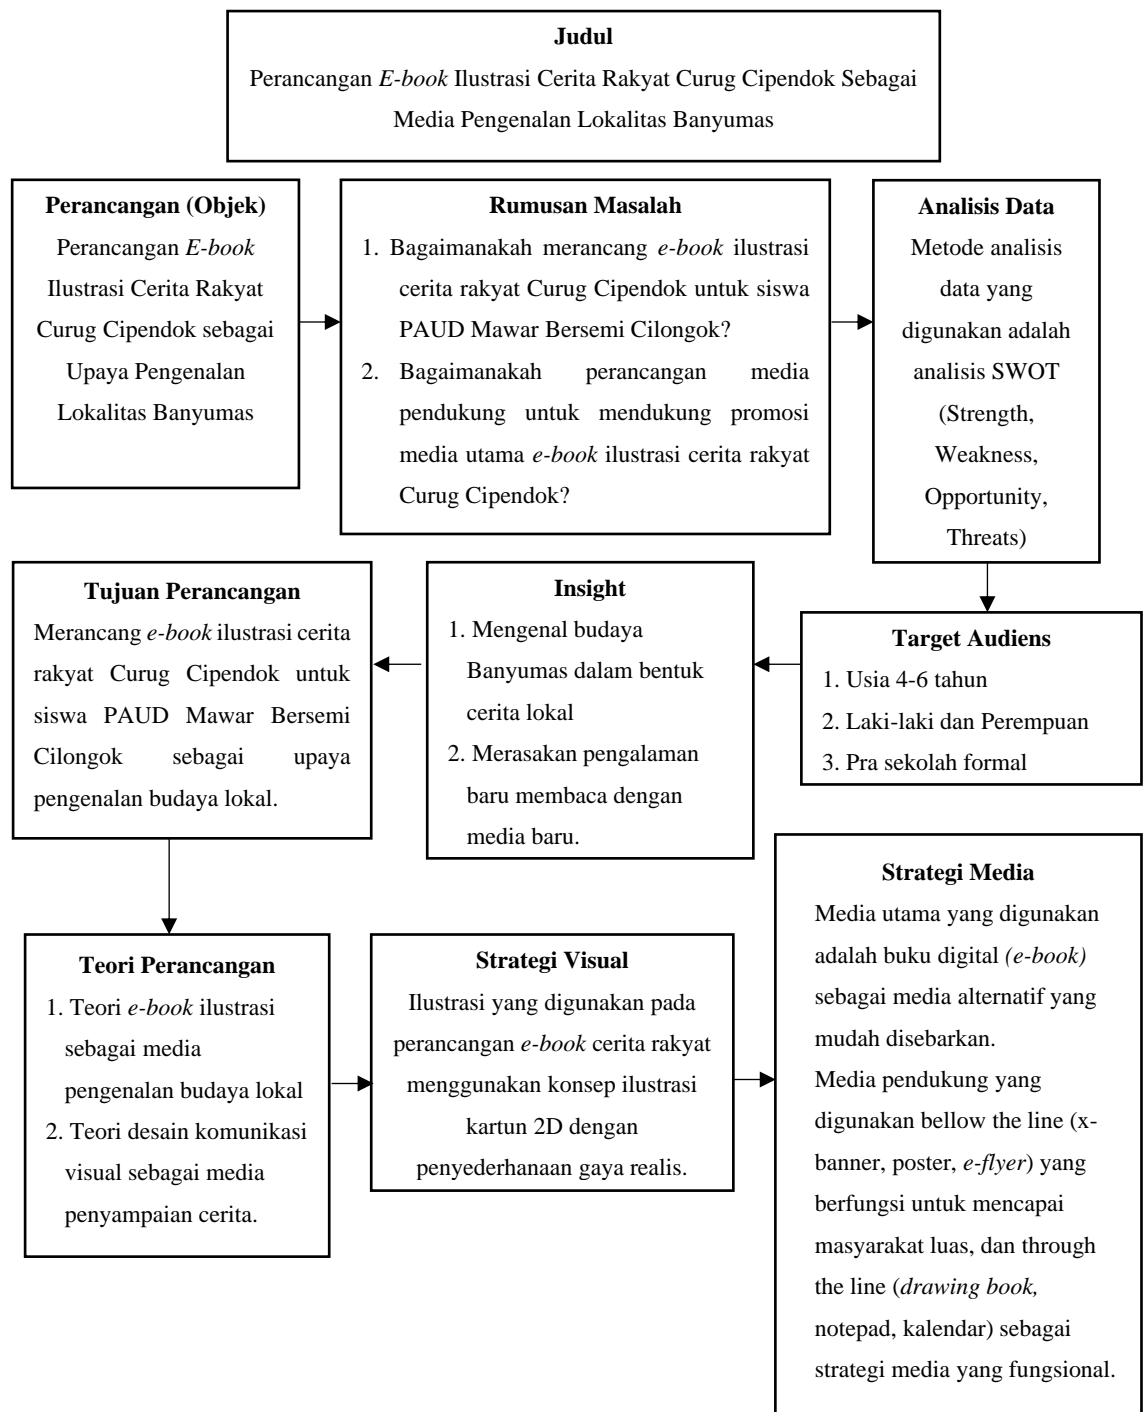 Judul
Perancangan E-book Ilustrasi Cerita Rakyat Curug Cipendok Sebagai
Media Pengenalan Lokalitas Banyumas
Perancangan (Objek)
Perancangan E-book
Ilustrasi Cerita Rakyat
Curug Cipendok sebagai
Upaya Pengenalan
Lokalitas Banyumas
Rumusan Masalah
1. Bagaimanakah merancang e-book ilustrasi
cerita rakyat Curug Cipendok untuk siswa
PAUD Mawar Bersemi Cilongok?
2. Bagaimanakah perancangan media
pendukung untuk mendukung promosi
media utama e-book ilustrasi cerita rakyat
Curug Cipendok?
Analisis Data
Metode analisis
data yang
digunakan adalah
analisis SWOT
(Strength,
Weakness,
Opportunity,
Threats)
Target Audiens
1. Usia 4-6 tahun
2. Laki-laki dan Perempuan
3. Pra sekolah formal
Insight
1. Mengenal budaya
Banyumas dalam bentuk
cerita lokal
2. Merasakan pengalaman
baru membaca dengan
media baru.
Tujuan Perancangan
Merancang e-book ilustrasi cerita
rakyat Curug Cipendok untuk
siswa PAUD Mawar Bersemi
Cilongok sebagai upaya
pengenalan budaya lokal.
Teori Perancangan
1. Teori e-book ilustrasi
sebagai media
pengenalan budaya lokal
2. Teori desain komunikasi
visual sebagai media
penyampaian cerita.
Strategi Visual
Ilustrasi yang digunakan pada
perancangan e-book cerita rakyat
menggunakan konsep ilustrasi
kartun 2D dengan
penyederhanaan gaya realis.
Strategi Media
Media utama yang digunakan
adalah buku digital (e-book)
sebagai media alternatif yang
mudah disebarkan.
Media pendukung yang
digunakan bellow the line (x-
banner, poster, e-flyer) yang
berfungsi untuk mencapai
masyarakat luas, dan through
the line (drawing book,
notepad, kalendar) sebagai
strategi media yang fungsional.